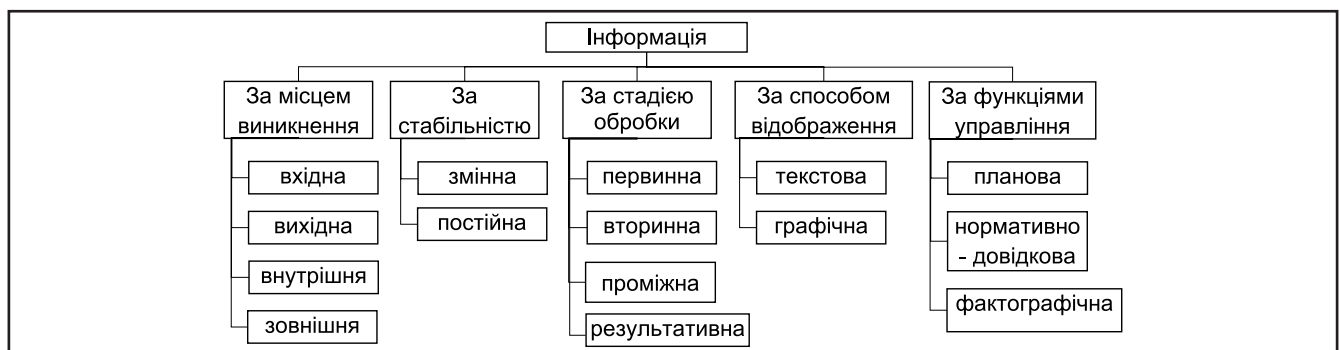 Інформація
За місцем
виникнення
За
стабільністю
За стадією
обробки
За способом
відображення
За функціями
управління
вхідна
вихідна
внутрішня
зовнішня
змінна
постійна
первинна
вторинна
проміжна
результативна
текстова
графічна
планова
нормативно
- довідкова
фактографічна